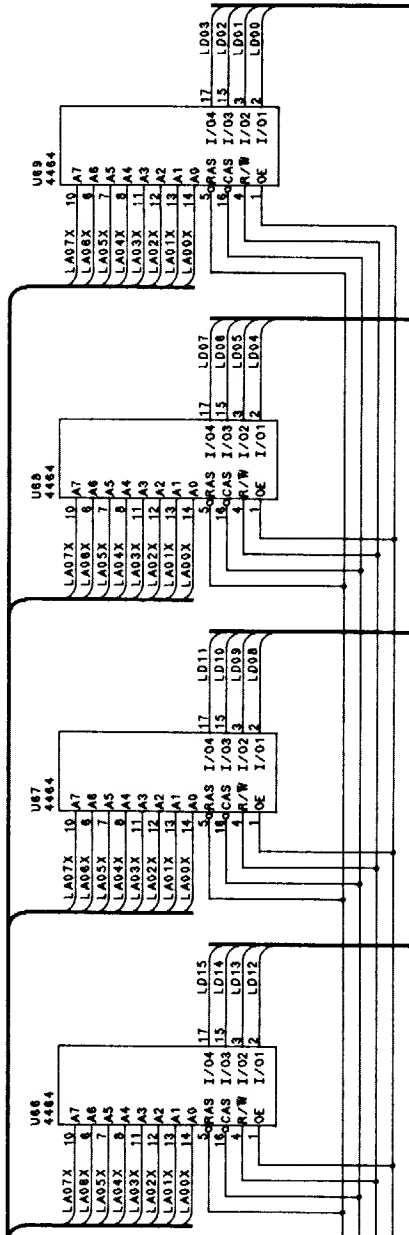 U66
4464
LA07X 10 A7
LA06X 6 A6
LA05X 7 A5
LA04X 8 A4
LA03X 11 A3
LA02X 12 A2
LA01X 13 A1
LA00X 14 A0
5 RAS I/O4 17 LD15
16 CAS I/O3 15 LD14
4 R/W I/O2 3 LD13
1 OE I/O1 2 LD12
U67
4464
LA07X 10 A7
LA06X 6 A6
LA05X 7 A5
LA04X 8 A4
LA03X 11 A3
LA02X 12 A2
LA01X 13 A1
LA00X 14 A0
5 RAS I/O4 17 LD11
16 CAS I/O3 15 LD10
4 R/W I/O2 3 LD09
1 OE I/O1 2 LD08
U68
4464
LA07X 10 A7
LA06X 6 A6
LA05X 7 A5
LA04X 8 A4
LA03X 11 A3
LA02X 12 A2
LA01X 13 A1
LA00X 14 A0
5 RAS I/O4 17 LD07
16 CAS I/O3 15 LD06
4 R/W I/O2 3 LD05
1 OE I/O1 2 LD04
U69
4464
LA07X 10 A7
LA06X 6 A6
LA05X 7 A5
LA04X 8 A4
LA03X 11 A3
LA02X 12 A2
LA01X 13 A1
LA00X 14 A0
5 RAS I/O4 17 LD03
16 CAS I/O3 15 LD02
4 R/W I/O2 3 LD01
1 OE I/O1 2 LD00